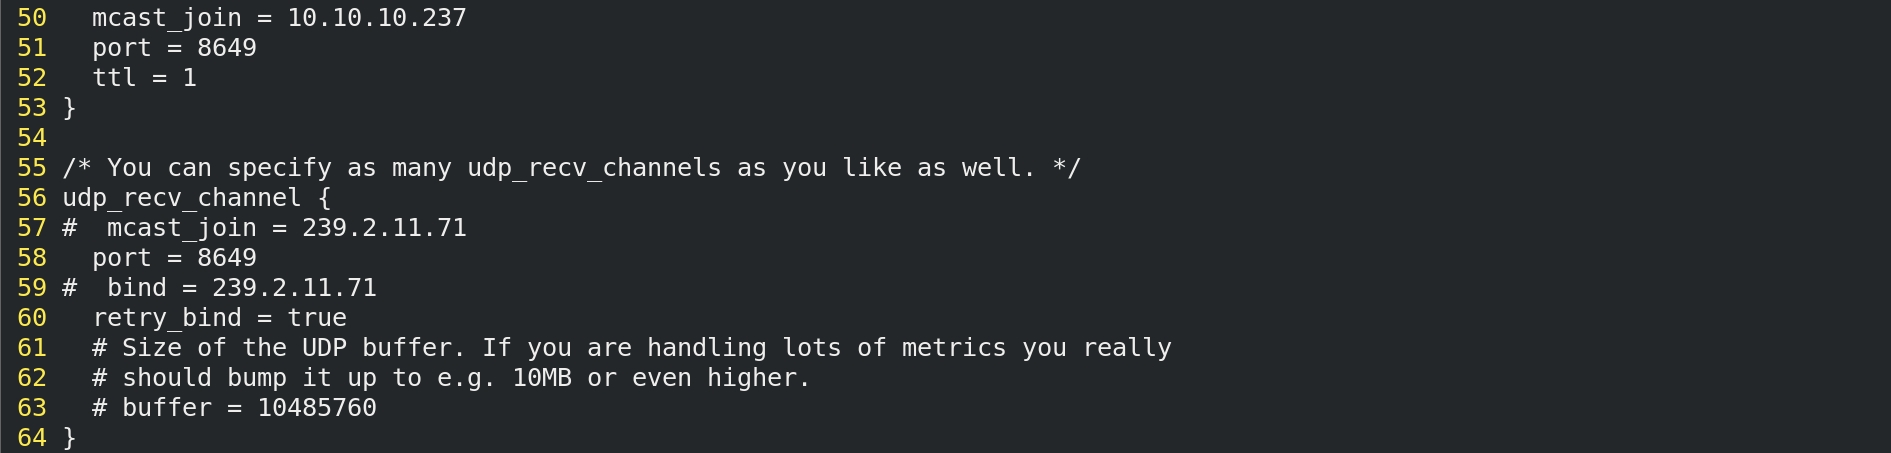 50   mcast_join = 10.10.10.237
51   port = 8649
52   ttl = 1
53 }
54
55 /* You can specify as many udp_recv_channels as you like as well. */
56 udp_recv_channel {
57 #  mcast_join = 239.2.11.71
58   port = 8649
59 #  bind = 239.2.11.71
60   retry_bind = true
61   # Size of the UDP buffer. If you are handling lots of metrics you really
62   # should bump it up to e.g. 10MB or even higher.
63   # buffer = 10485760
64 }